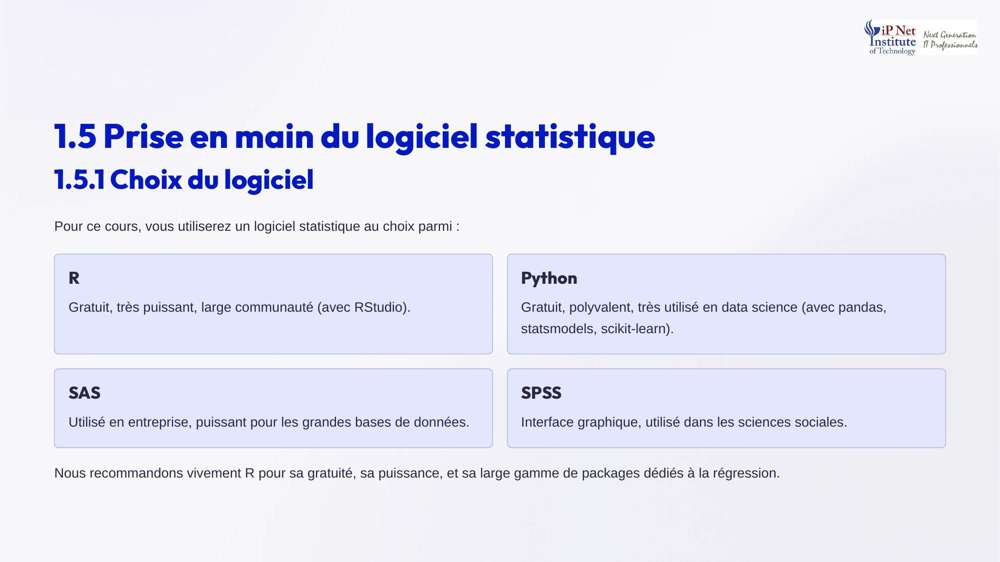 iP Net
Institute
of Technology
Next Generation
IT Professionnels
1.5 Prise en main du logiciel statistique
1.5.1 Choix du logiciel
Pour ce cours, vous utiliserez un logiciel statistique au choix parmi :
R
Gratuit, très puissant, large communauté (avec RStudio).
Python
Gratuit, polyvalent, très utilisé en data science (avec pandas,
statsmodels, scikit-learn).
SAS
Utilisé en entreprise, puissant pour les grandes bases de données.
SPSS
Interface graphique, utilisé dans les sciences sociales.
Nous recommandons vivement R pour sa gratuité, sa puissance, et sa large gamme de packages dédiés à la régression.